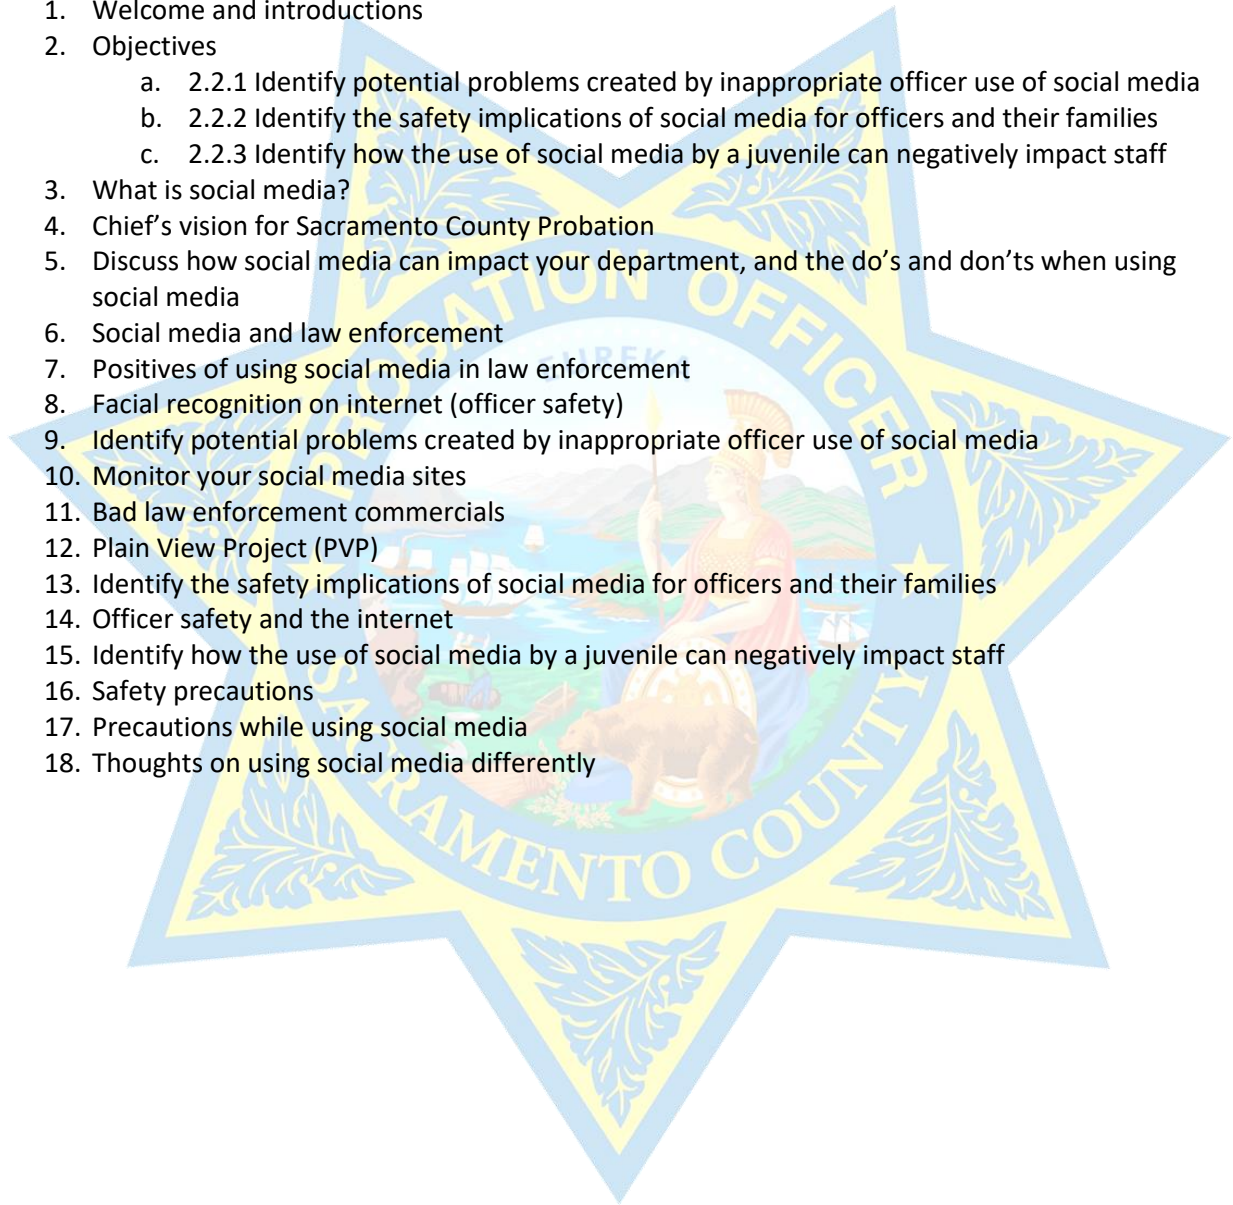 1. Welcome and introductions
2. Objectives
a. 2.2.1 Identify potential problems created by inappropriate officer use of social media
b. 2.2.2 Identify the safety implications of social media for officers and their families
c. 2.2.3 Identify how the use of social media by a juvenile can negatively impact staff
3. What is social media?
4. Chief’s vision for Sacramento County Probation
5. Discuss how social media can impact your department, and the do’s and don’ts when using
social media
6. Social media and law enforcement
7. Positives of using social media in law enforcement
8. Facial recognition on internet (officer safety)
9. Identify potential problems created by inappropriate officer use of social media
10. Monitor your social media sites
11. Bad law enforcement commercials
12. Plain View Project (PVP)
13. Identify the safety implications of social media for officers and their families
14. Officer safety and the internet
15. Identify how the use of social media by a juvenile can negatively impact staff
16. Safety precautions
17. Precautions while using social media
18. Thoughts on using social media differently
PROBATION OFFICER
EUREKA
SACRAMENTO COUNTY